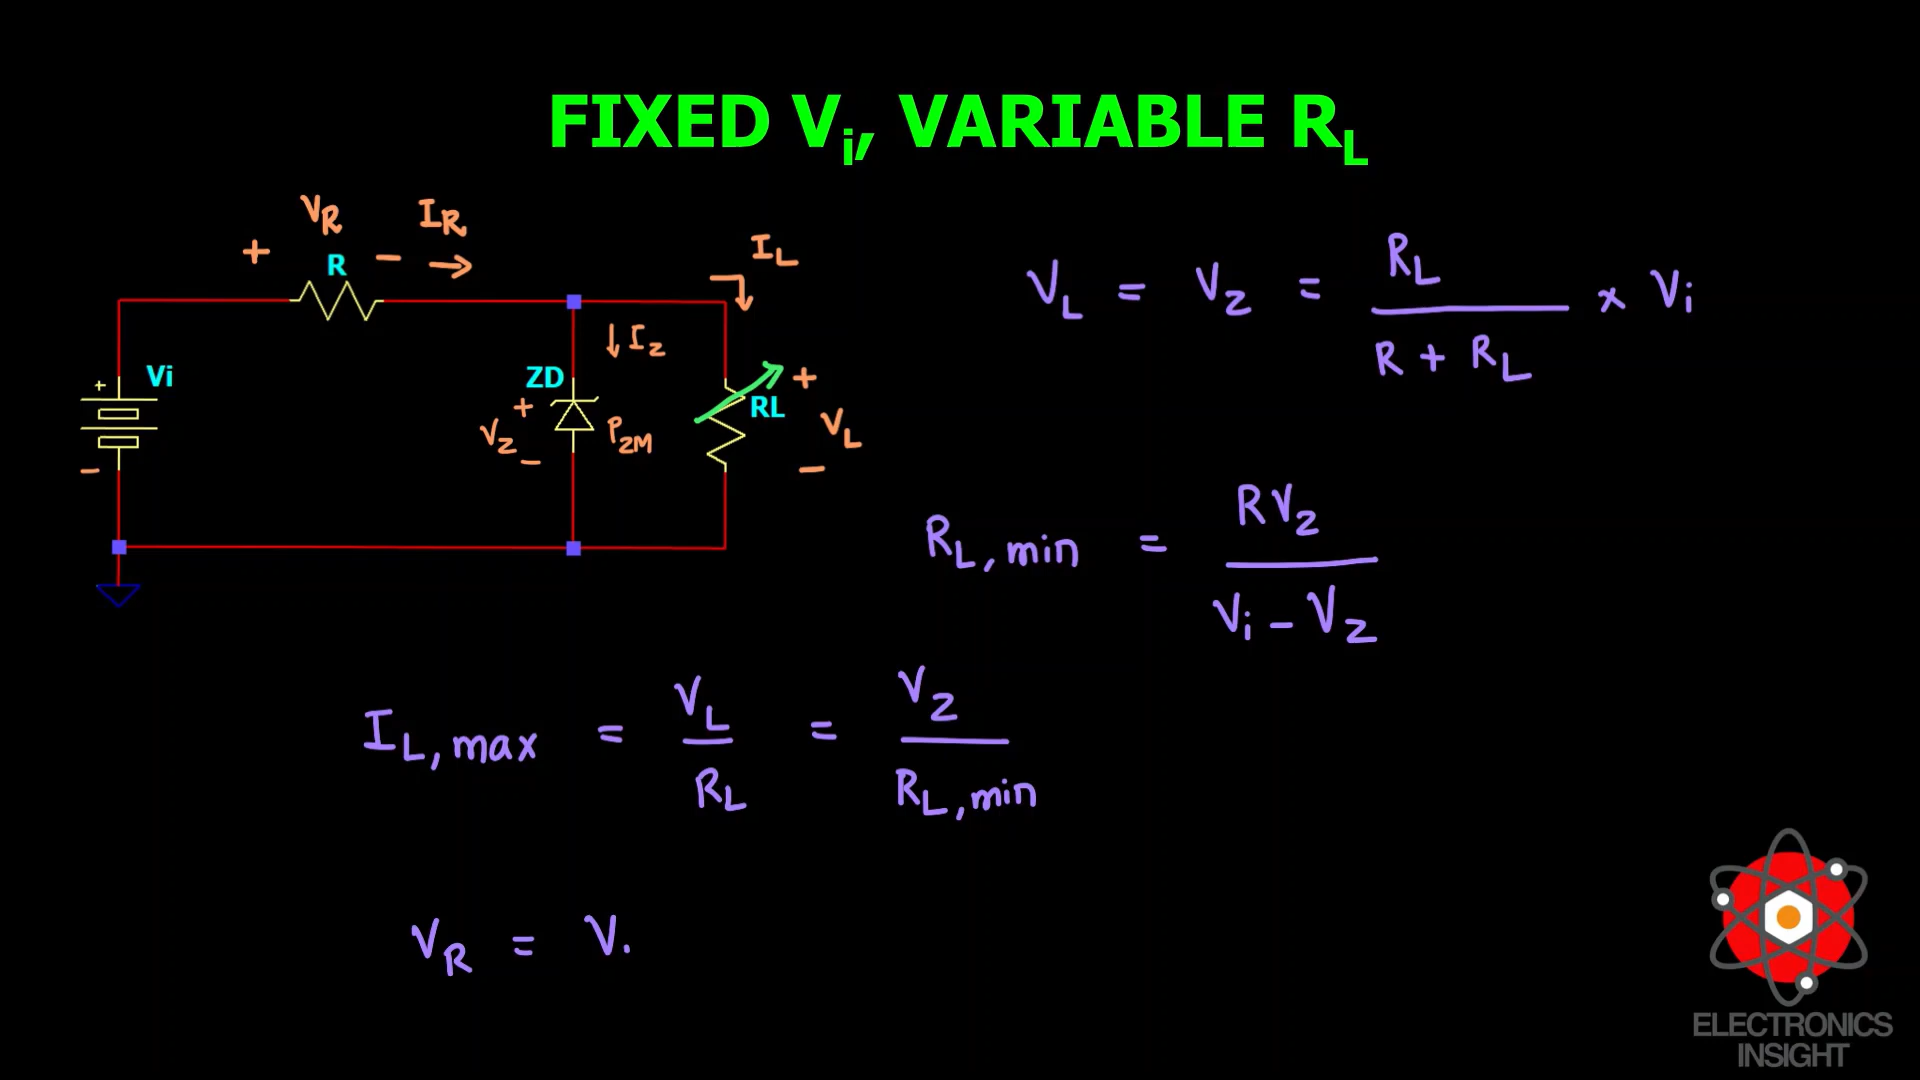 FIXED Vi, VARIABLE RL
+ VR - IR →
R
IL
VL = VZ = RL / (R + RL) × Vi
↓ IZ
+ Vi -
ZD
+ VZ -
PZM
RL
+ VL -
RL,min = RVZ / (Vi - VZ)
IL,max = VL / RL = VZ / RL,min
VR = V.
ELECTRONICS
INSIGHT